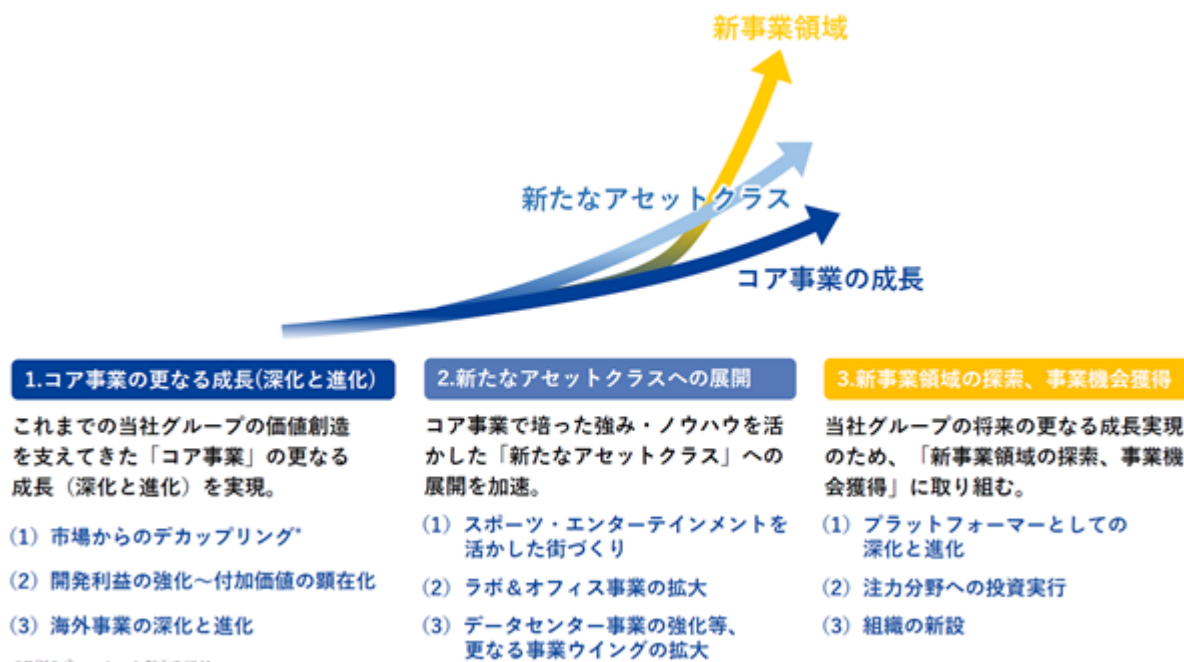 新事業領域
新たなアセットクラス
コア事業の成長
1.コア事業の更なる成長(深化と進化)
これまでの当社グループの価値創造
を支えてきた「コア事業」の更なる
成長（深化と進化）を実現。
(1) 市場からのデカップリング*
(2) 開発利益の強化～付加価値の顕在化
(3) 海外事業の深化と進化
2.新たなアセットクラスへの展開
コア事業で培った強み・ノウハウを活
かした「新たなアセットクラス」への
展開を加速。
(1) スポーツ・エンターテインメントを
活かした街づくり
(2) ラボ＆オフィス事業の拡大
(3) データセンター事業の強化等、
更なる事業ウイングの拡大
3.新事業領域の探索、事業機会獲得
当社グループの将来の更なる成長実現
のため、「新事業領域の探索、事業機
会獲得」に取り組む。
(1) プラットフォーマーとしての
深化と進化
(2) 注力分野への投資実行
(3) 組織の新設